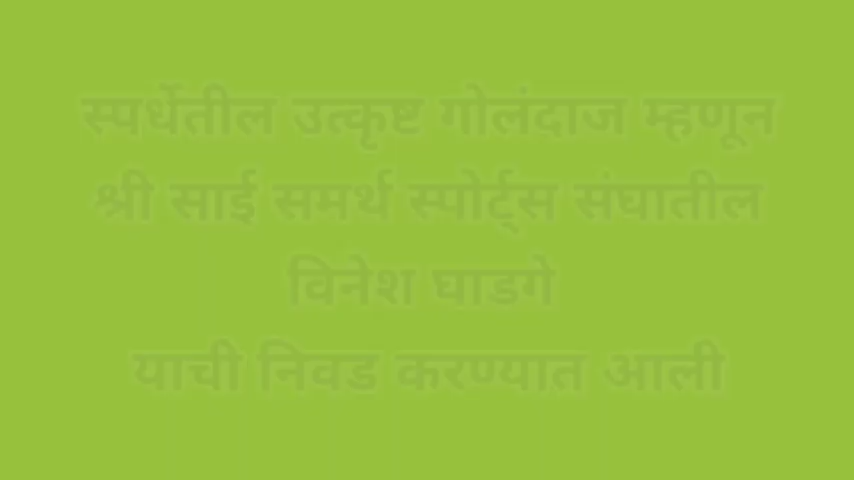 स्पर्धेतील उत्कृष्ट गोलंदाज म्हणून
श्री साई समर्थ स्पोर्ट्स संघातील
विनेश घाडगे
याची निवड करण्यात आली